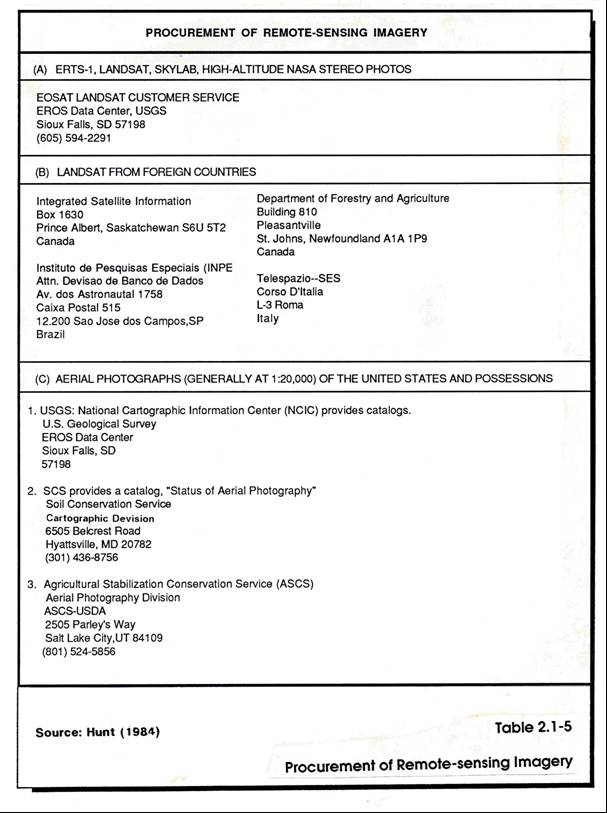 PROCUREMENT OF REMOTE-SENSING IMAGERY
(A) ERTS-1, LANDSAT, SKYLAB, HIGH-ALTITUDE NASA STEREO PHOTOS
EOSAT LANDSAT CUSTOMER SERVICE
EROS Data Center, USGS
Sioux Falls, SD 57198
(605) 594-2291
(B) LANDSAT FROM FOREIGN COUNTRIES
Integrated Satellite Information
Box 1630
Prince Albert, Saskatchewan S6U 5T2
Canada
Instituto de Pesquisas Especiais (INPE
Attn. Devisao de Banco de Dados
Av. dos Astronautal 1758
Caixa Postal 515
12.200 Sao Jose dos Campos,SP
Brazil
Department of Forestry and Agriculture
Building 810
Pleasantville
St. Johns, Newfoundland A1A 1P9
Canada
Telespazio--SES
Corso D'Italia
L-3 Roma
Italy
(C) AERIAL PHOTOGRAPHS (GENERALLY AT 1:20,000) OF THE UNITED STATES AND POSSESSIONS
1. USGS: National Cartographic Information Center (NCIC) provides catalogs.
U.S. Geological Survey
EROS Data Center
Sioux Falls, SD
57198
2. SCS provides a catalog, "Status of Aerial Photography"
Soil Conservation Service
Cartographic Division
6505 Belcrest Road
Hyattsville, MD 20782
(301) 436-8756
3. Agricultural Stabilization Conservation Service (ASCS)
Aerial Photography Division
ASCS-USDA
2505 Parley's Way
Salt Lake City,UT 84109
(801) 524-5856
Source: Hunt (1984)
Table 2.1-5
Procurement of Remote-sensing Imagery